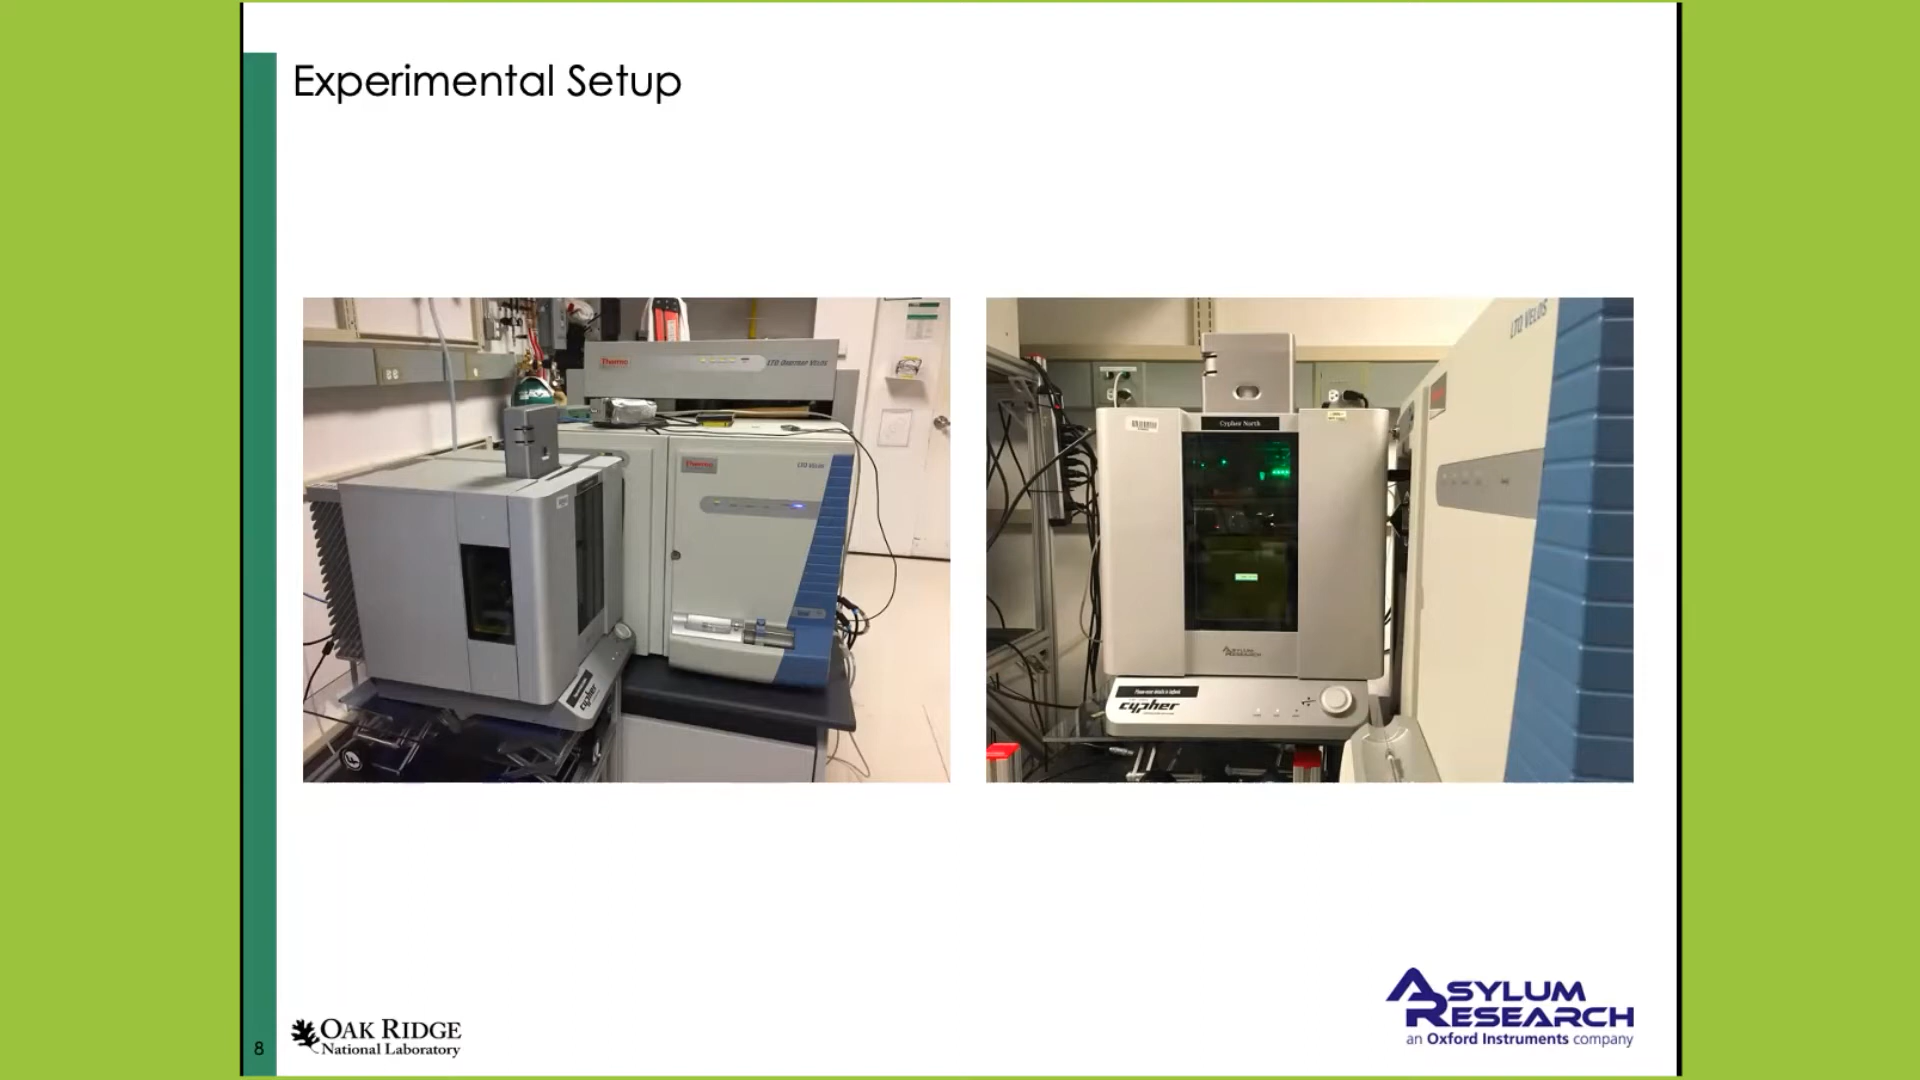 Experimental Setup
Thermo
LTQ Orbitrap Velos
Thermo
LTQ Velos
cypher
LTQ VELOS
Cypher North
ASYLUM
RESEARCH
cypher
8
OAK RIDGE
National Laboratory
ASYLUM
RESEARCH
an Oxford Instruments company